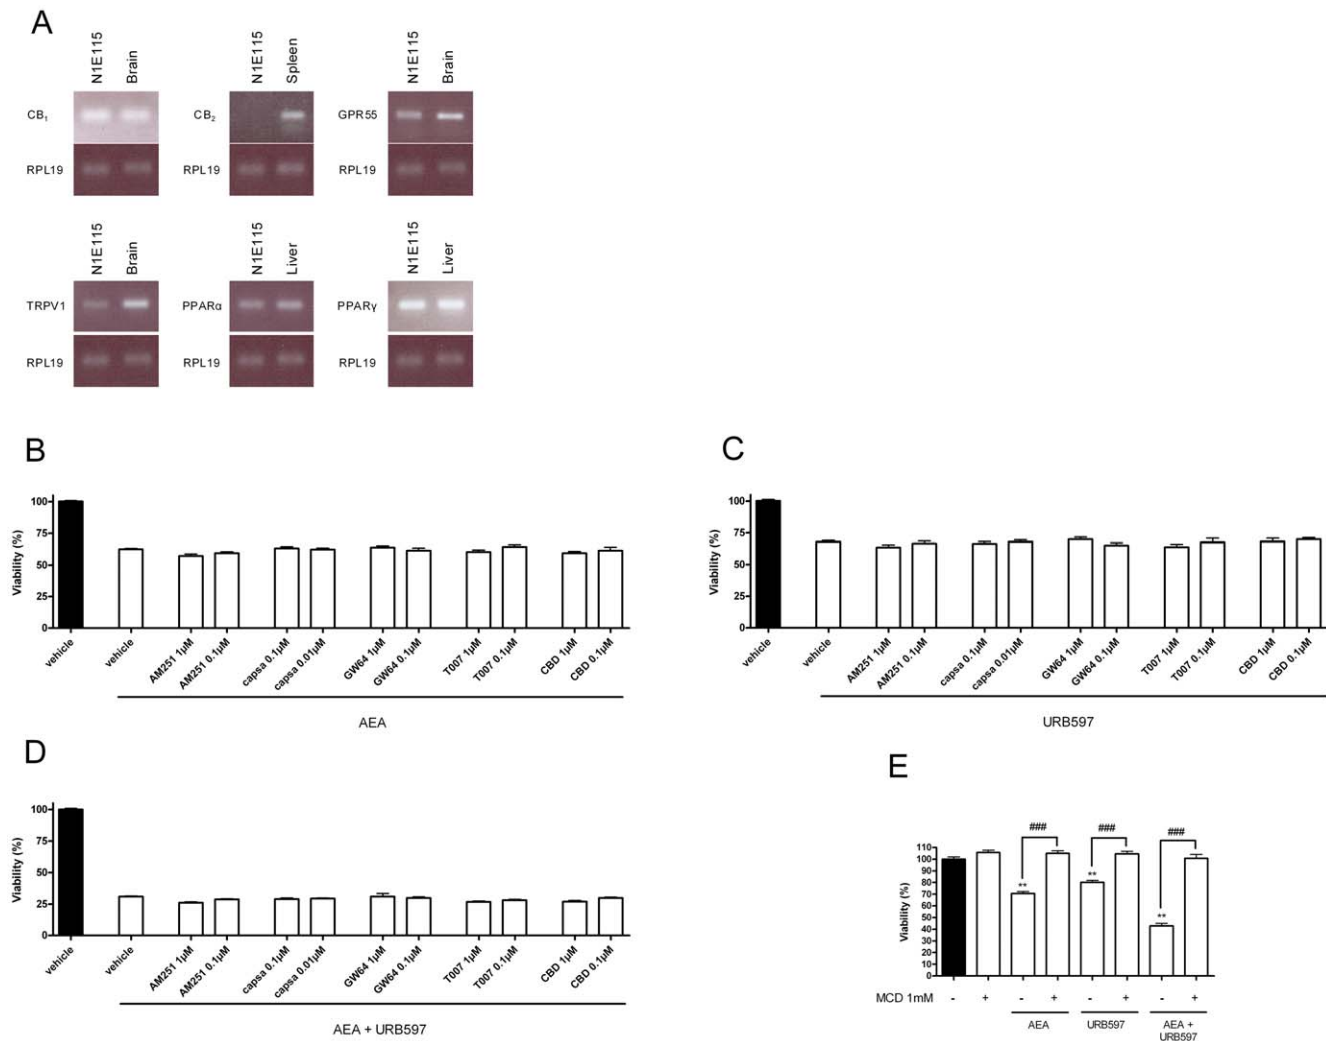 A
N1E115 Brain N1E115 Spleen N1E115 Brain
CB₁ CB₂ GPR55
RPL19 RPL19 RPL19
N1E115 Brain N1E115 Liver N1E115 Liver
TRPV1 PPARα PPARγ
RPL19 RPL19 RPL19
B
Viability (%)
100
75
50
25
0
vehicle vehicle AM251 1µM AM251 0.1µM capsa 0.1µM capsa 0.01µM GW64 1µM GW64 0.1µM T007 1µM T007 0.1µM CBD 1µM CBD 0.1µM
AEA
C
Viability (%)
100
75
50
25
0
vehicle vehicle AM251 1µM AM251 0.1µM capsa 0.1µM capsa 0.01µM GW64 1µM GW64 0.1µM T007 1µM T007 0.1µM CBD 1µM CBD 0.1µM
URB597
D
Viability (%)
100
75
50
25
0
vehicle vehicle AM251 1µM AM251 0.1µM capsa 0.1µM capsa 0.01µM GW64 1µM GW64 0.1µM T007 1µM T007 0.1µM CBD 1µM CBD 0.1µM
AEA + URB597
E
Viability (%)
110
100
90
80
70
60
50
40
30
20
10
0
### ### ###
** ** **
MCD 1mM - + - + - + - +
AEA URB597 AEA +
URB597